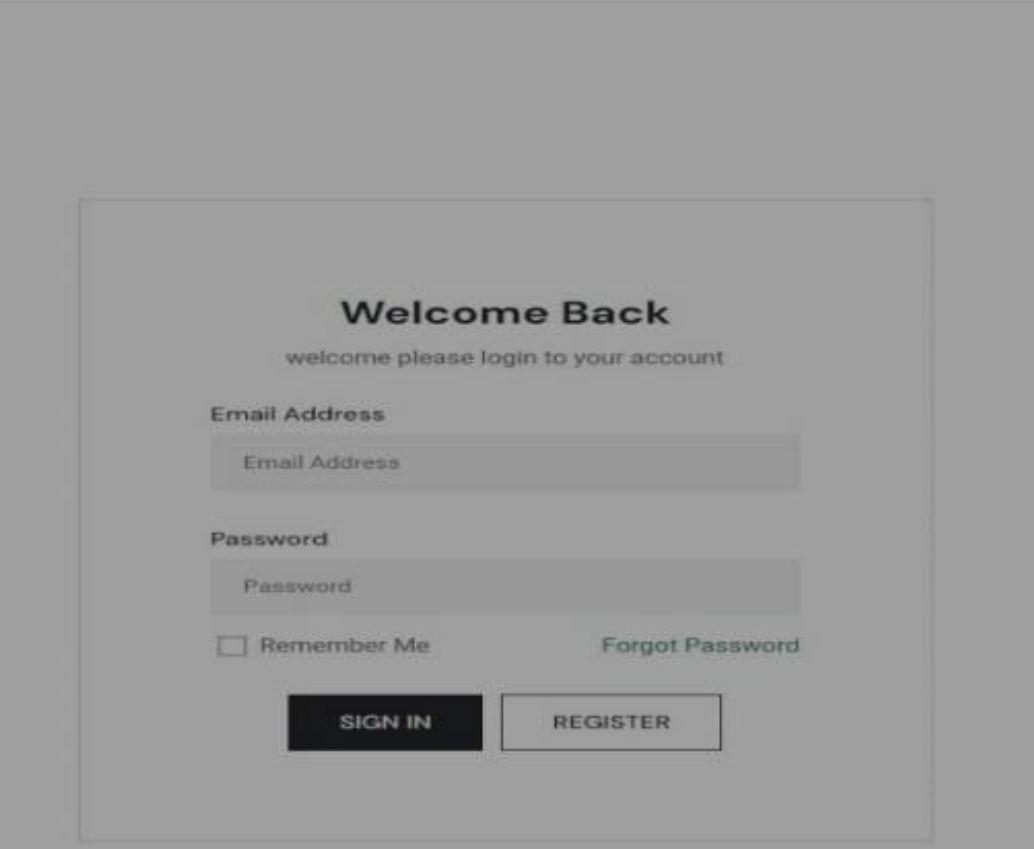 Welcome Back
welcome please login to your account
Email Address
Email Address
Password
Password
Remember Me Forgot Password
SIGN IN REGISTER